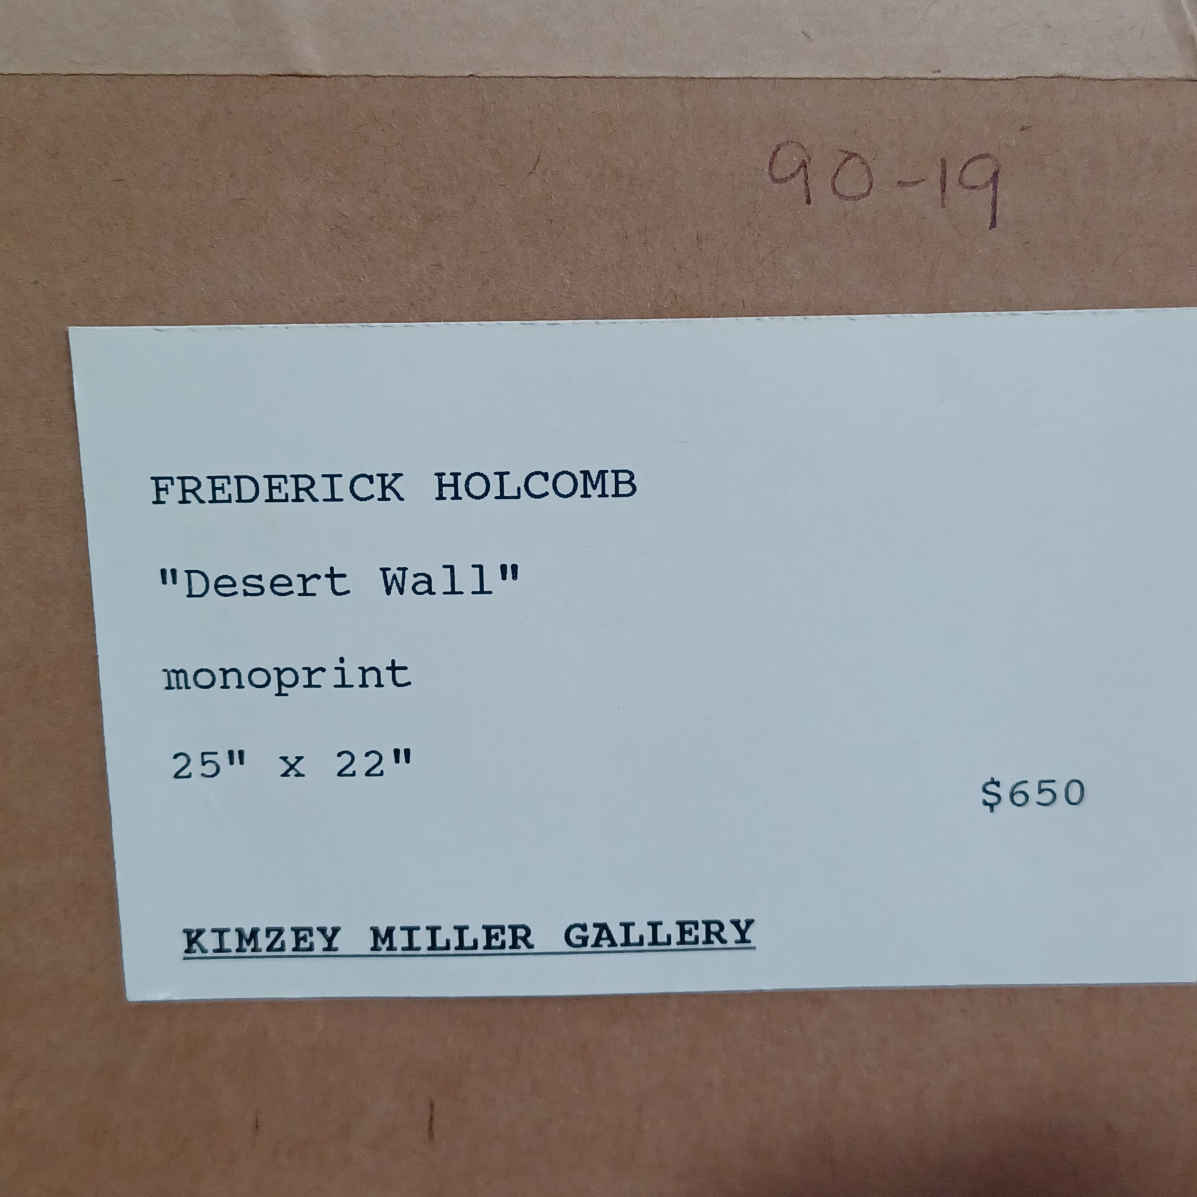 90-19
FREDERICK HOLCOMB
"Desert Wall"
monoprint
25" x 22"
$650
KIMZEY MILLER GALLERY